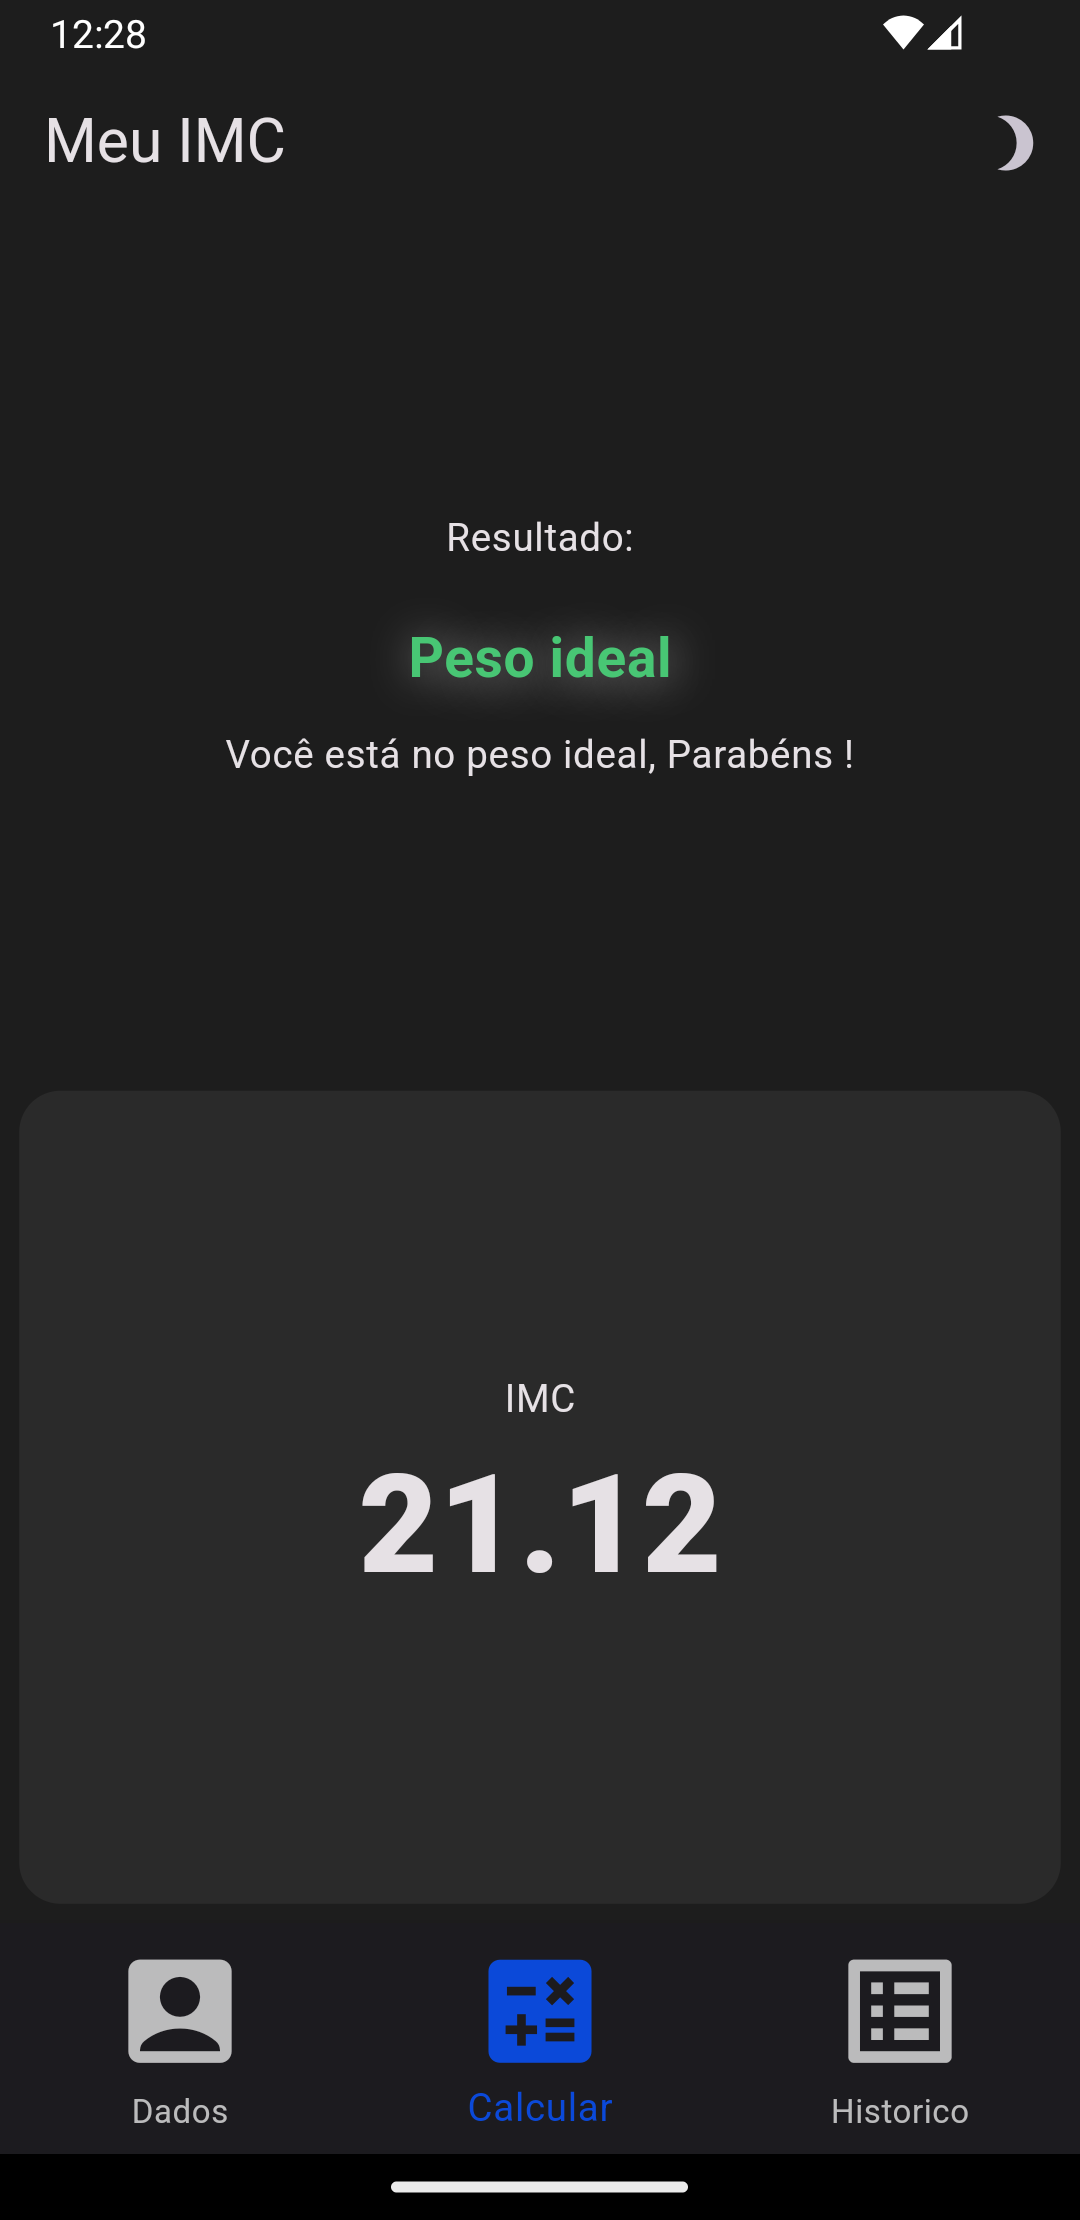 12:28
Meu IMC
Resultado:
Peso ideal
Você está no peso ideal, Parabéns !
IMC
21.12
Dados
Calcular
Historico